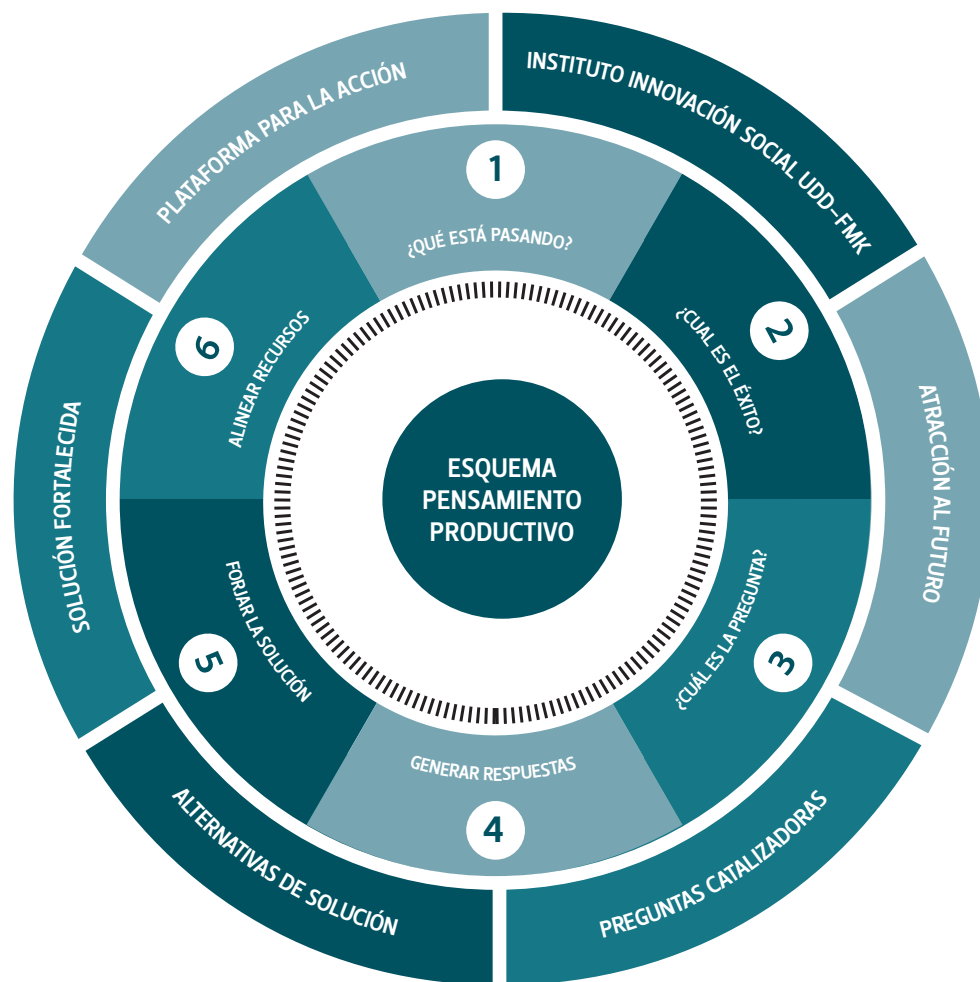 PLATAFORMA PARA LA ACCIÓN
INSTITUTO INNOVACIÓN SOCIAL UDD–FMK
ATRACCIÓN AL FUTURO
PREGUNTAS CATALIZADORAS
ALTERNATIVAS DE SOLUCIÓN
SOLUCIÓN FORTALECIDA
1
¿QUÉ ESTÁ PASANDO?
2
¿CUAL ES EL ÉXITO?
3
¿CUÁL ES LA PREGUNTA?
4
GENERAR RESPUESTAS
5
FORJAR LA SOLUCIÓN
6
ALINEAR RECURSOS
ESQUEMA
PENSAMIENTO
PRODUCTIVO